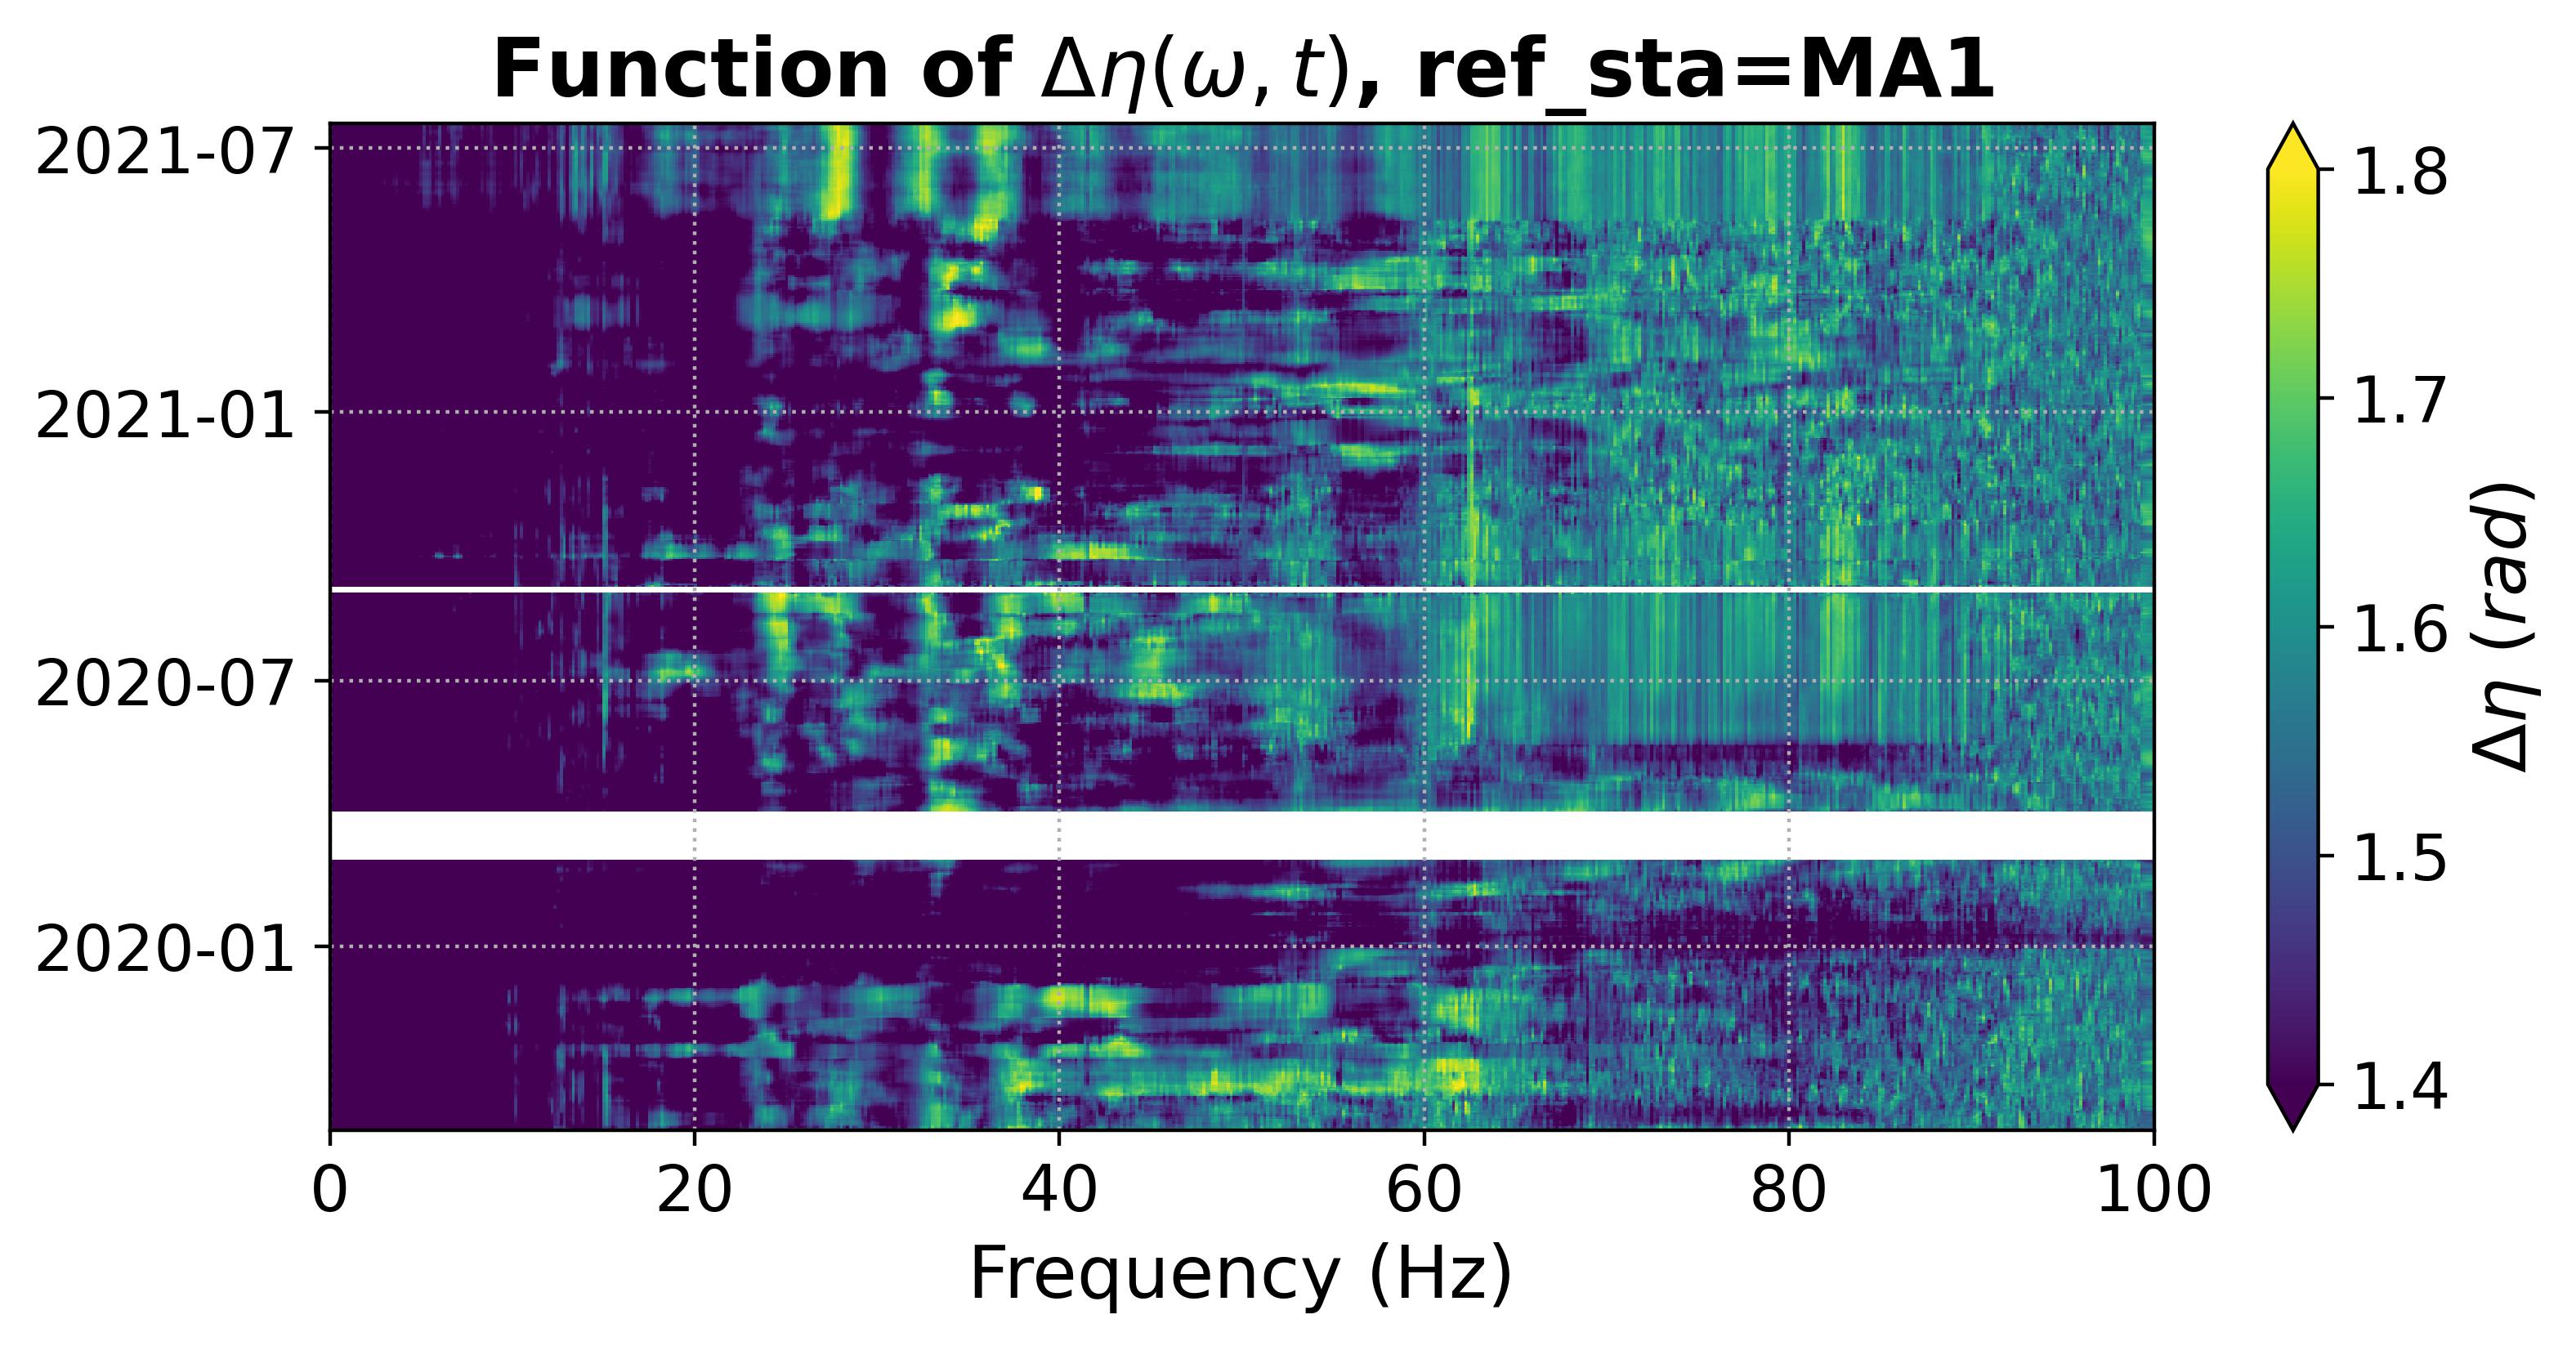 Function of Δη(ω, t), ref_sta=MA1
2021-07
2021-01
2020-07
2020-01
0 20 40 60 80 100
Frequency (Hz)
1.8
1.7
1.6
1.5
1.4
Δη (rad)